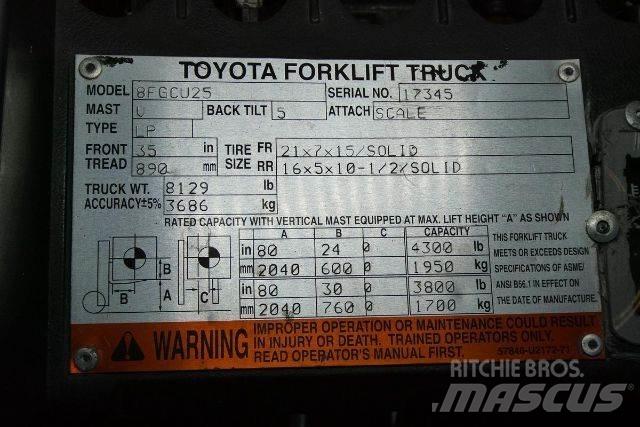 TOYOTA FORKLIFT TRUCK
MODEL 8FGCU25 SERIAL NO. 17345
MAST V BACK TILT 5 ATTACH SCALE
TYPE LP
FRONT TREAD 35 in 890 mm
TIRE SIZE FR 21x7x15/SOLID
RR 16x5x10-1/2/SOLID
TRUCK WT. 8129 lb
ACCURACY±5% 3686 kg
RATED CAPACITY WITH VERTICAL MAST EQUIPPED AT MAX. LIFT HEIGHT "A" AS SHOWN
A B C CAPACITY
in 80 24 0 4300 lb
mm 2040 600 0 1950 kg
in 80 30 0 3800 lb
mm 2040 760 0 1700 kg
B
B A C
THIS FORKLIFT TRUCK
MEETS OR EXCEEDS DESIGN
SPECIFICATIONS OF ASME/
ANSI B56.1 IN EFFECT ON
THE DATE OF MANUFACTURE.
WARNING
IMPROPER OPERATION OR MAINTENANCE COULD RESULT
IN INJURY OR DEATH. TRAINED OPERATORS ONLY.
READ OPERATOR'S MANUAL FIRST.
57840-U2172-71
RITCHIE BROS.
MASCUS